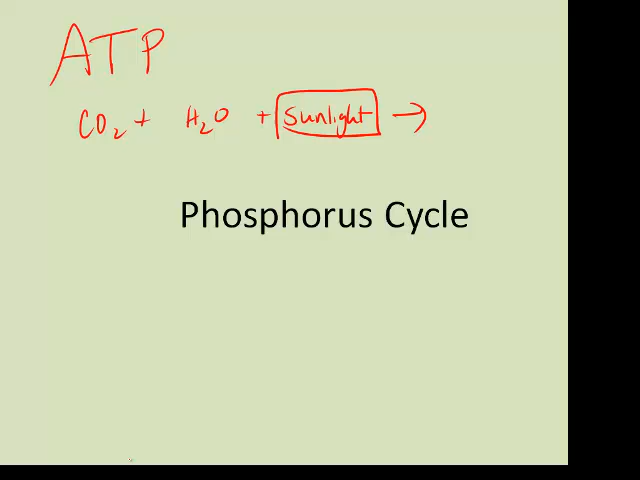 ATP
CO₂ + H₂O + Sunlight →
Phosphorus Cycle